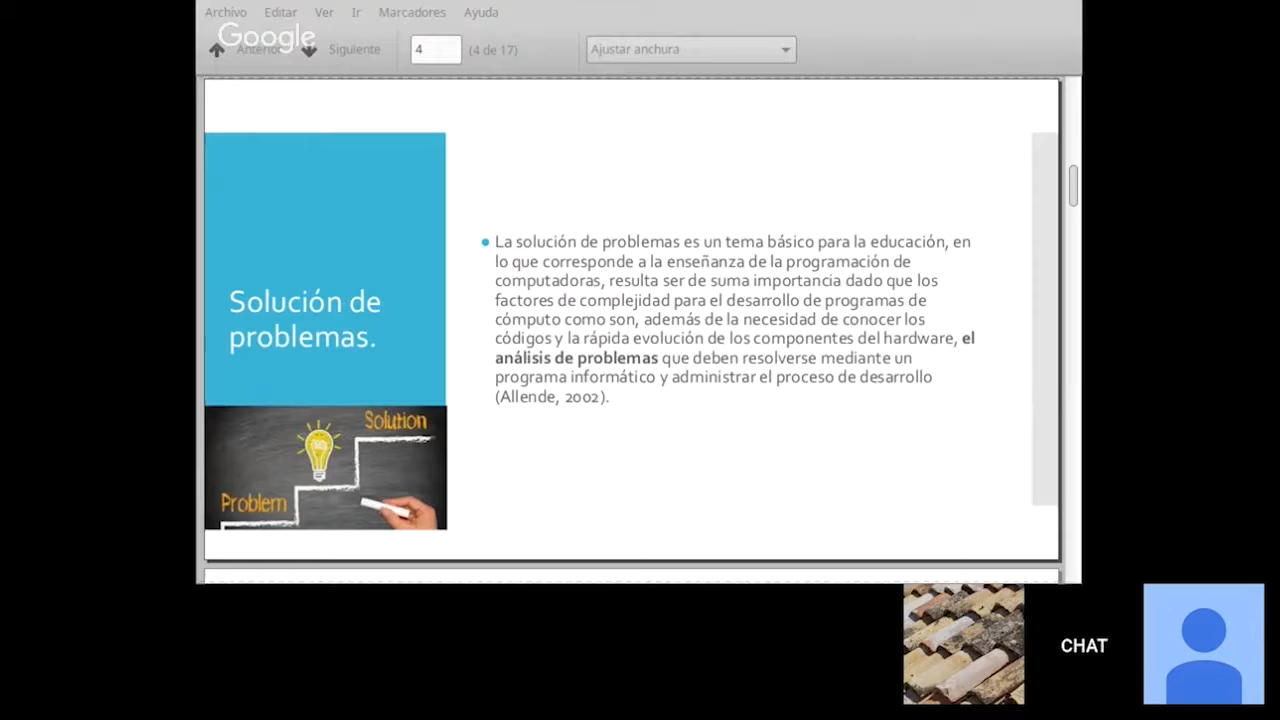 Archivo Editar Ver Ir Marcadores Ayuda
Google
Anterior Siguiente 4 (4 de 17) Ajustar anchura
Solución de
problemas.
• La solución de problemas es un tema básico para la educación, en
lo que corresponde a la enseñanza de la programación de
computadoras, resulta ser de suma importancia dado que los
factores de complejidad para el desarrollo de programas de
cómputo como son, además de la necesidad de conocer los
códigos y la rápida evolución de los componentes del hardware, el
análisis de problemas que deben resolverse mediante un
programa informático y administrar el proceso de desarrollo
(Allende, 2002).
Solution
Problem
CHAT